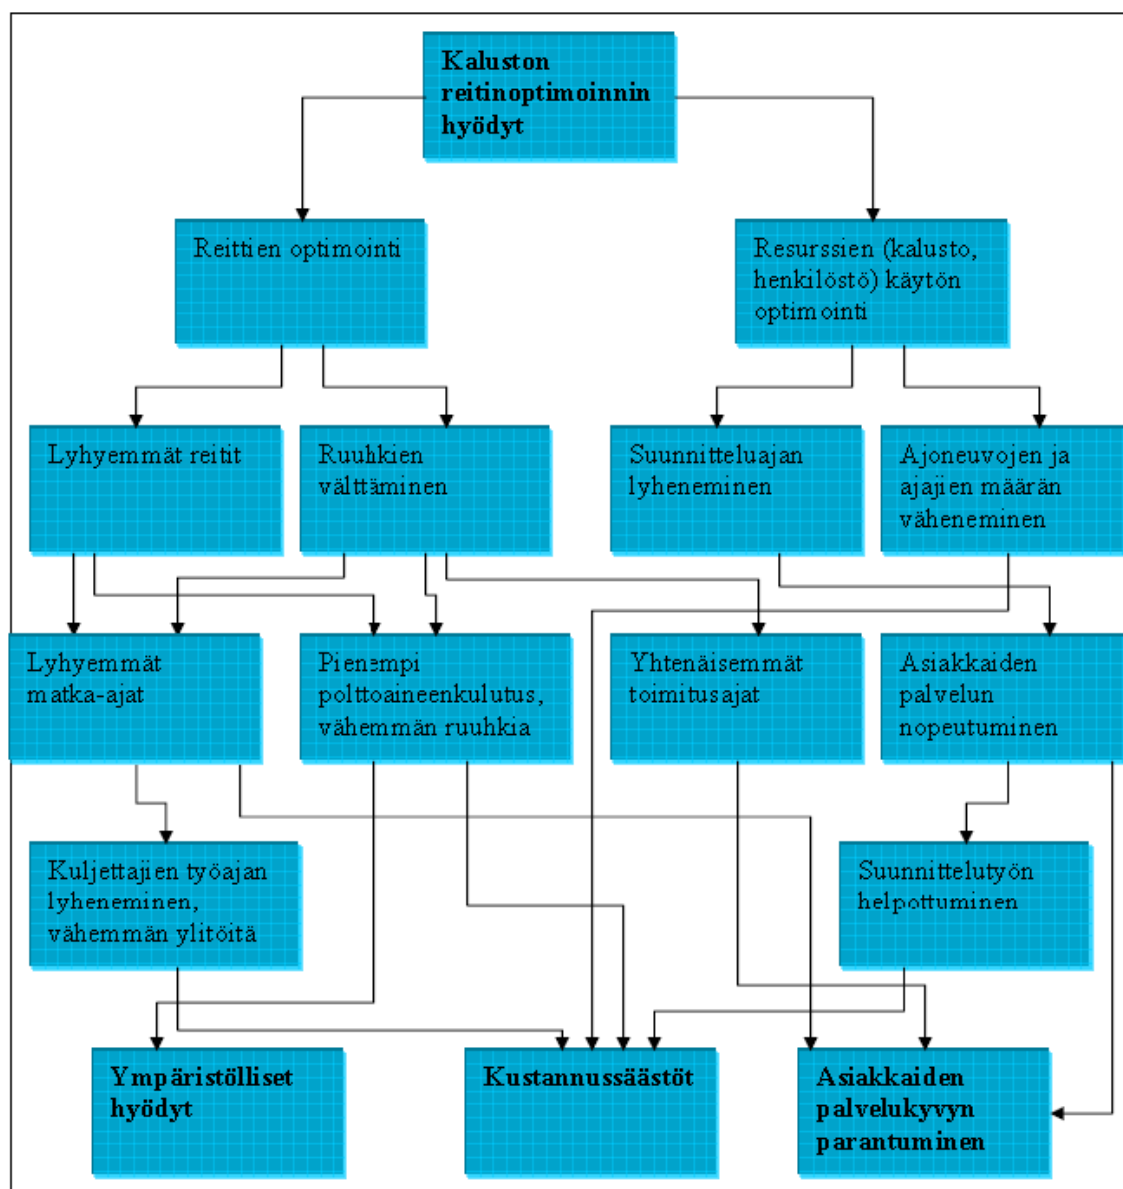 Kaluston
reitinoptimoinnin
hyödyt
Reittien optimointi
Resurssien (kalusto,
henkilöstö) käytön
optimointi
Lyhyemmät reitit
Ruuhkien
välttäminen
Suunnitteluajan
lyheneminen
Ajoneuvojen ja
ajajien määrän
väheneminen
Lyhyemmät
matka-ajat
Pienempi
polttoaineenkulutus,
vähemmän ruuhkia
Yhtenäisemmät
toimitusajat
Asiakkaiden
palvelun
nopeutuminen
Kuljettajien työajan
lyheneminen,
vähemmän ylitöitä
Suunnittelutyön
helpottuminen
Ympäristölliset
hyödyt
Kustannussäästöt
Asiakkaiden
palvelukyvyn
parantuminen